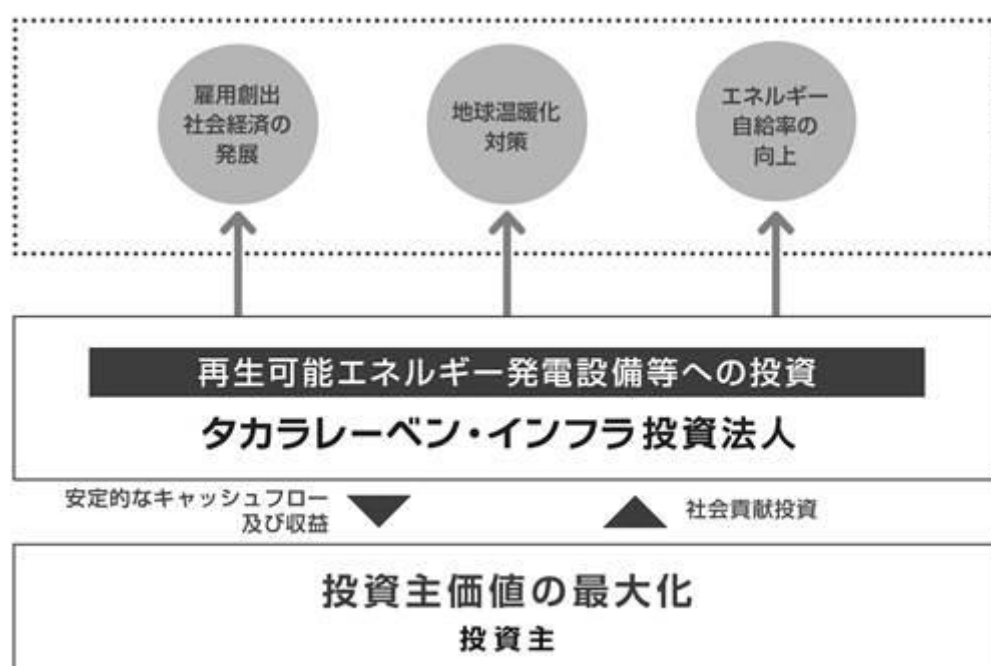 雇用創出
社会経済の
発展
地球温暖化
対策
エネルギー
自給率の
向上
再生可能エネルギー発電設備等への投資
タカラレーベン・インフラ投資法人
安定的なキャッシュフロー
及び収益
社会貢献投資
投資主価値の最大化
投資主